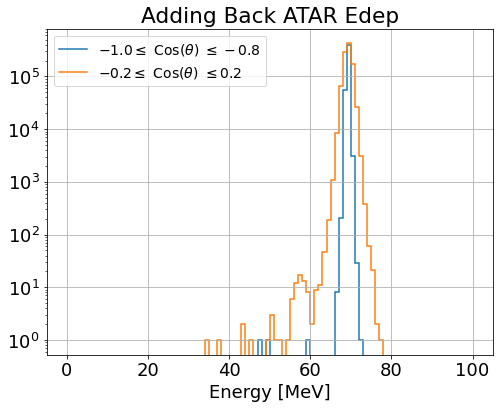 Adding Back ATAR Edep
−1.0≤ Cos(θ) ≤ −0.8
−0.2≤ Cos(θ) ≤0.2
10⁵
10⁴
10³
10²
10¹
10⁰
0 20 40 60 80 100
Energy [MeV]